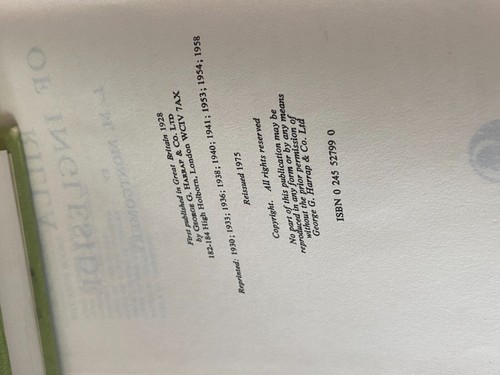 First published in Great Britain 1928
by GEORGE G. HARRAP & CO. LTD
182-184 High Holborn, London WC1V 7AX
Reprinted: 1930; 1933; 1936; 1938; 1940; 1941; 1953; 1954; 1958
Reissued 1975
Copyright. All rights reserved
No part of this publication may be
reproduced in any form or by any means
without the prior permission of
George G. Harrap & Co. Ltd
ISBN 0 245 52799 0